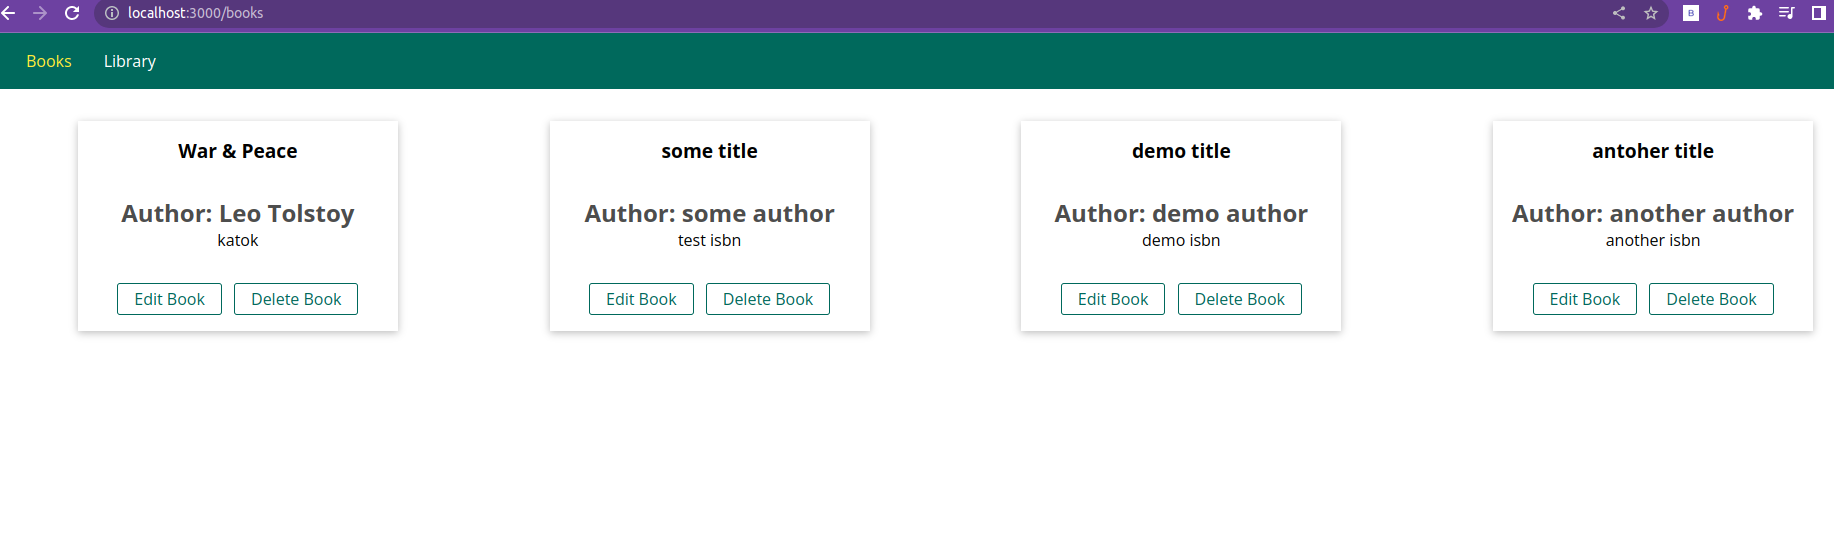 localhost:3000/books
B
Books Library
War & Peace
Author: Leo Tolstoy
katok
Edit Book Delete Book
some title
Author: some author
test isbn
Edit Book Delete Book
demo title
Author: demo author
demo isbn
Edit Book Delete Book
antoher title
Author: another author
another isbn
Edit Book Delete Book